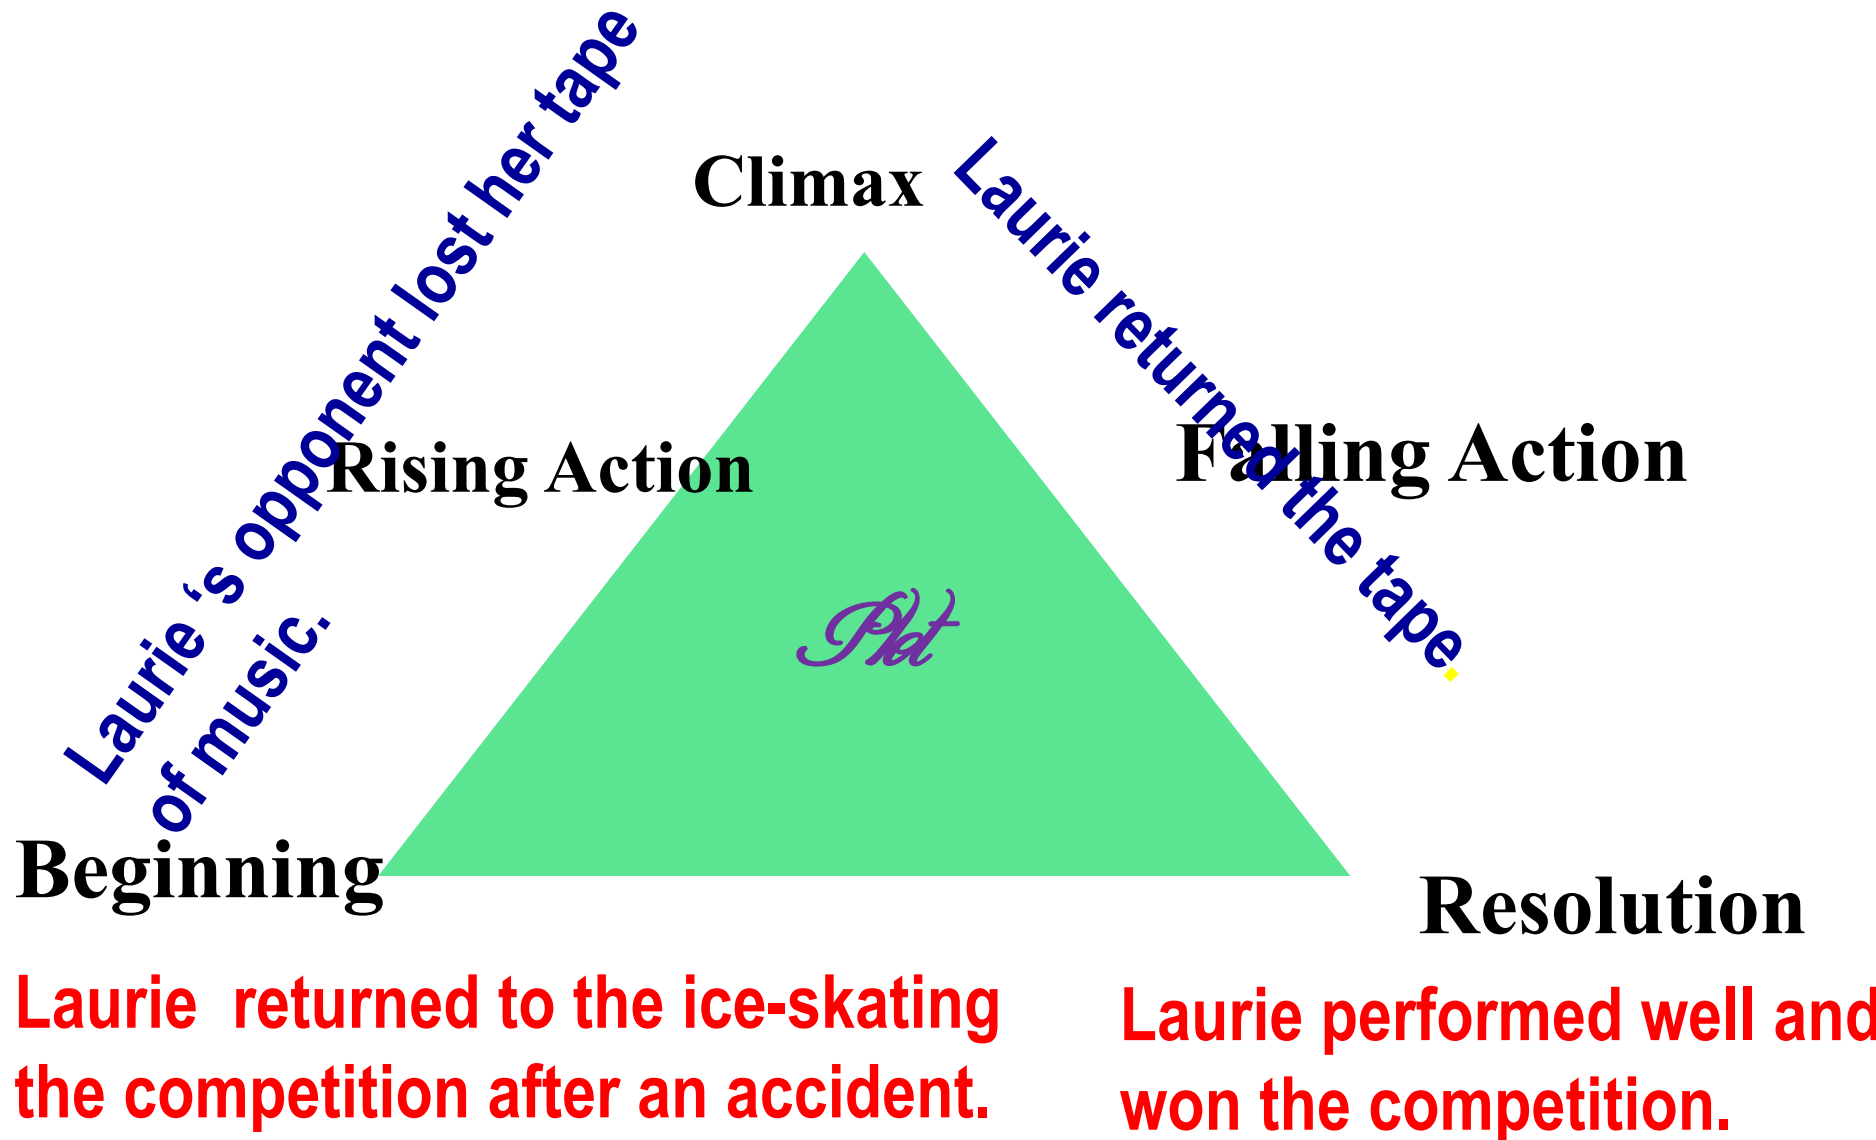 Laurie ‘s opponent lost her tape
of music.
Climax
Laurie returned the tape.
Rising Action
Falling Action
Plot
Beginning
Resolution
Laurie  returned to the ice-skating
the competition after an accident.
Laurie performed well and
won the competition.